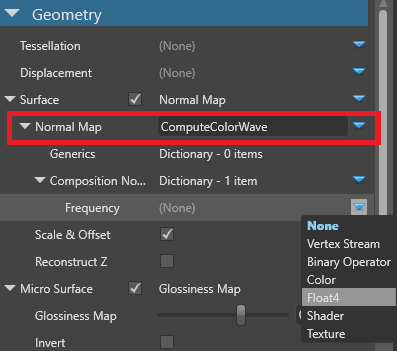 Geometry
Tessellation (None)
Displacement (None)
Surface Normal Map
Normal Map ComputeColorWave
Generics Dictionary - 0 items
Composition No... Dictionary - 1 item
Frequency (None)
None
Vertex Stream
Scale & Offset Binary Operator
Color
Reconstruct Z Float4
Micro Surface Glossiness Map Shader
Glossiness Map Texture
Invert